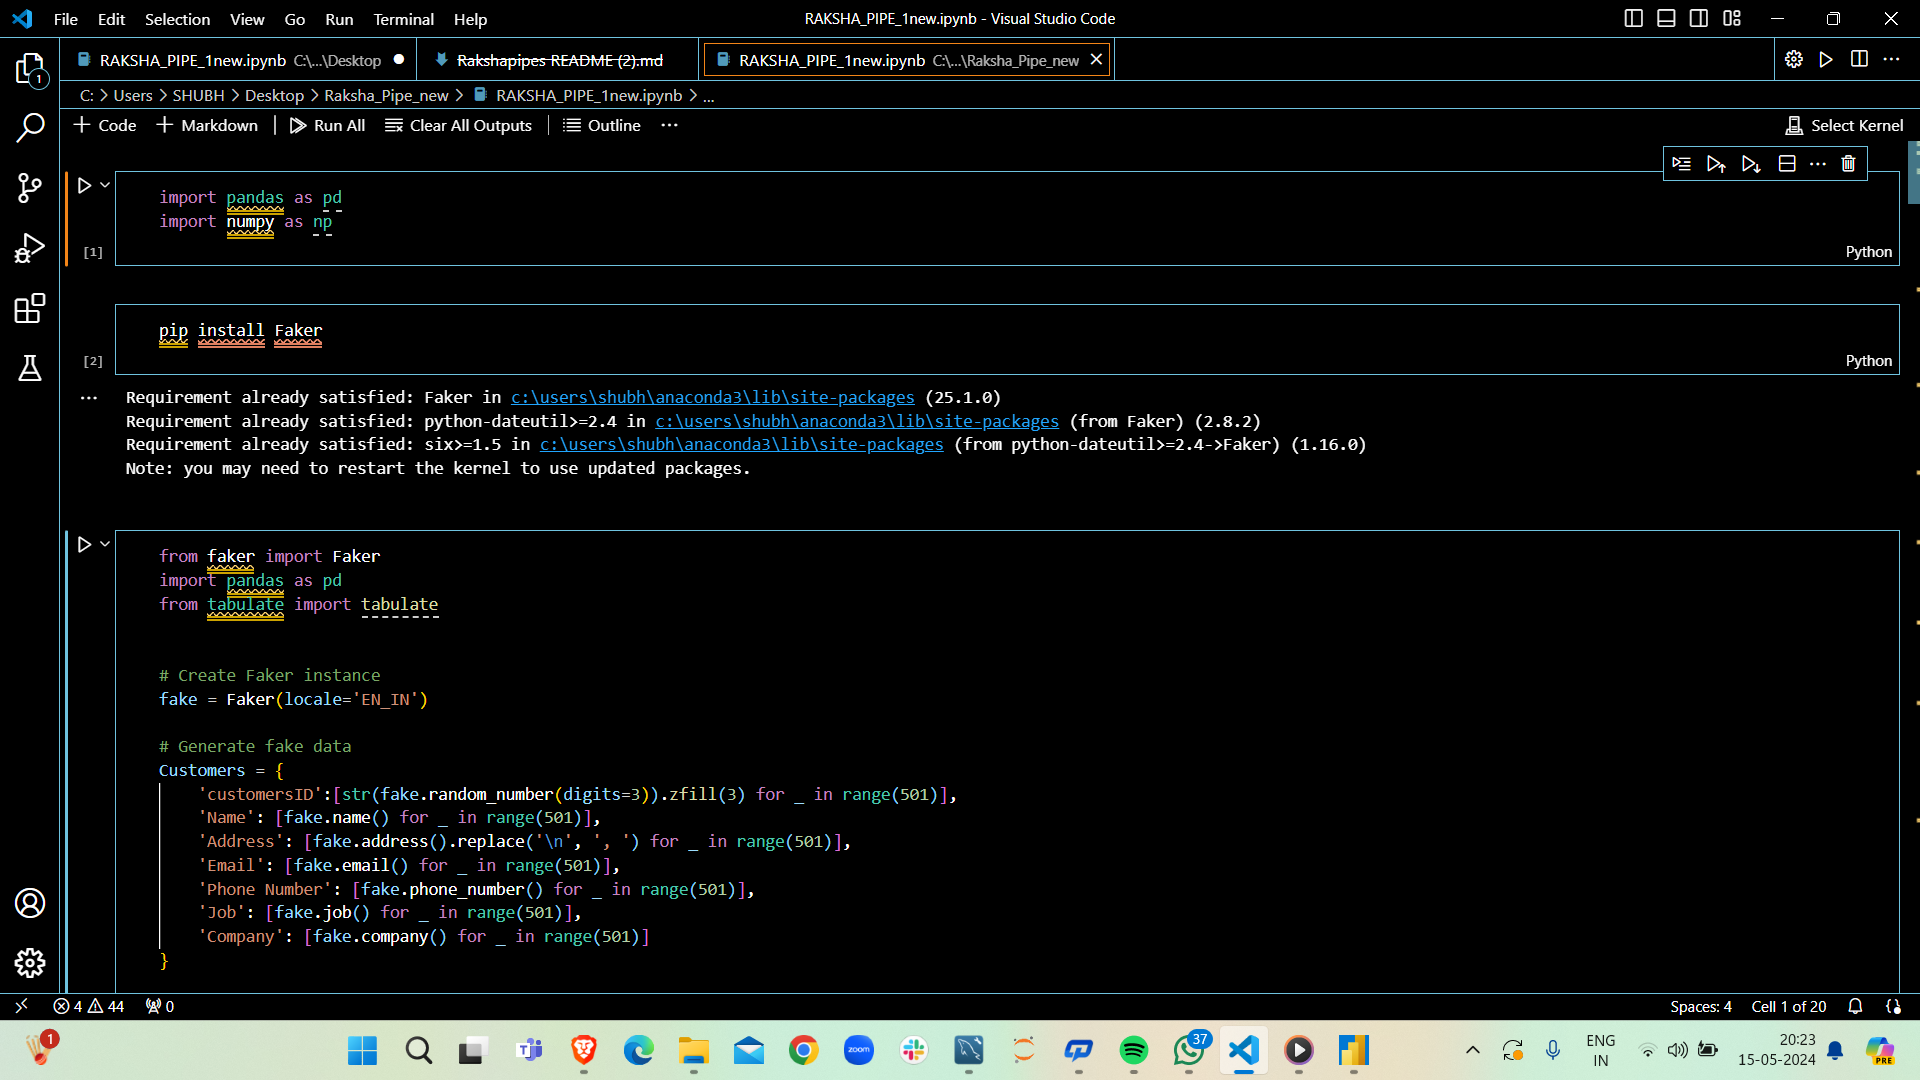 File Edit Selection View Go Run Terminal Help
RAKSHA_PIPE_1new.ipynb - Visual Studio Code
RAKSHA_PIPE_1new.ipynb C:\...\Desktop
Rakshapipes README (2).md
RAKSHA_PIPE_1new.ipynb C:\...\Raksha_Pipe_new
C: > Users > SHUBH > Desktop > Raksha_Pipe_new > RAKSHA_PIPE_1new.ipynb > ...
+ Code + Markdown | Run All Clear All Outputs | Outline ...
Select Kernel
import pandas as pd
import numpy as np
[1]
Python
pip install Faker
[2]
Python
Requirement already satisfied: Faker in c:\users\shubh\anaconda3\lib\site-packages (25.1.0)
Requirement already satisfied: python-dateutil>=2.4 in c:\users\shubh\anaconda3\lib\site-packages (from Faker) (2.8.2)
Requirement already satisfied: six>=1.5 in c:\users\shubh\anaconda3\lib\site-packages (from python-dateutil>=2.4->Faker) (1.16.0)
Note: you may need to restart the kernel to use updated packages.
from faker import Faker
import pandas as pd
from tabulate import tabulate
# Create Faker instance
fake = Faker(locale='EN_IN')
# Generate fake data
Customers = {
'customersID':[str(fake.random_number(digits=3)).zfill(3) for _ in range(501)],
'Name': [fake.name() for _ in range(501)],
'Address': [fake.address().replace('\n', ', ') for _ in range(501)],
'Email': [fake.email() for _ in range(501)],
'Phone Number': [fake.phone_number() for _ in range(501)],
'Job': [fake.job() for _ in range(501)],
'Company': [fake.company() for _ in range(501)]
}
1
4 44 0
Spaces: 4 Cell 1 of 20
1
zoom
37
ENG
IN
20:23
15-05-2024
PRE